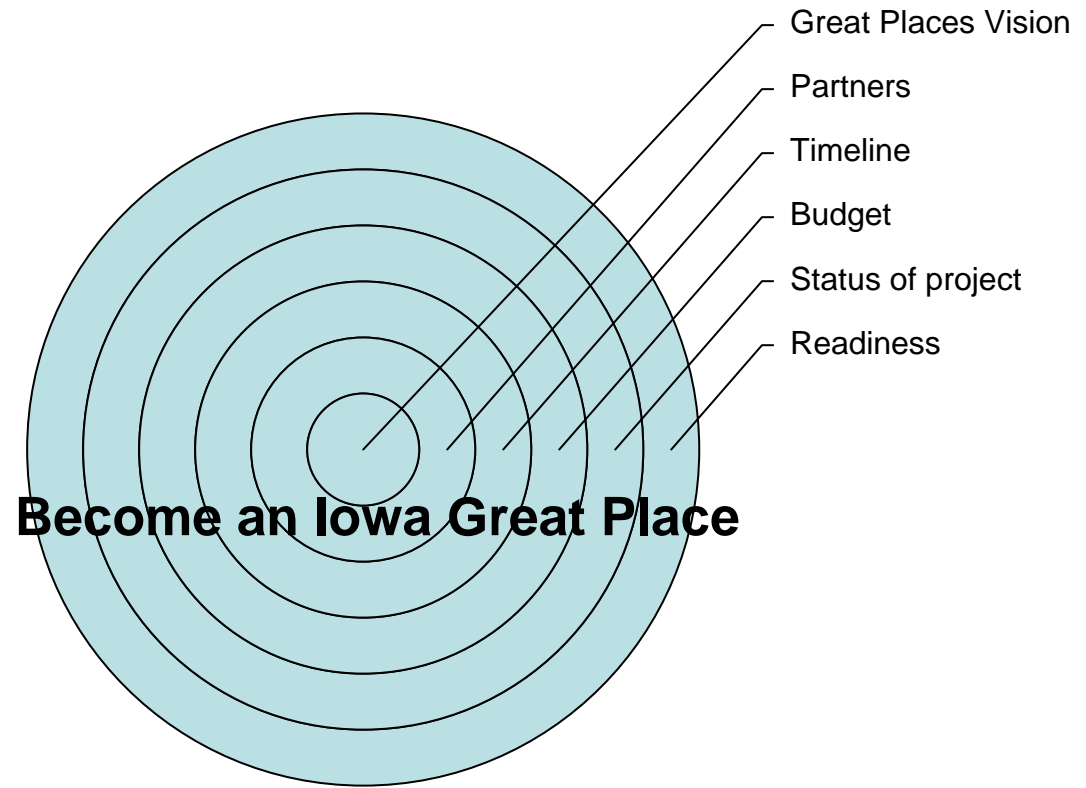 Great Places Vision
Partners
Timeline
Budget
Status of project
Readiness
Become an Iowa Great Place